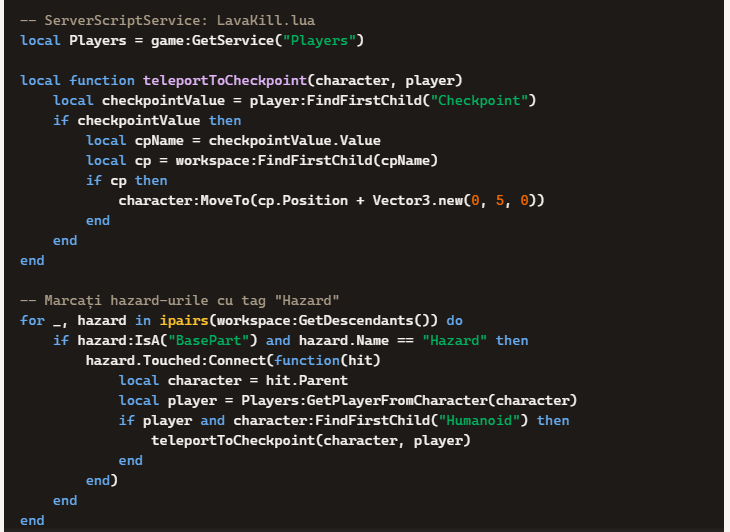 -- ServerScriptService: LavaKill.lua
local Players = game:GetService("Players")

local function teleportToCheckpoint(character, player)
    local checkpointValue = player:FindFirstChild("Checkpoint")
    if checkpointValue then
        local cpName = checkpointValue.Value
        local cp = workspace:FindFirstChild(cpName)
        if cp then
            character:MoveTo(cp.Position + Vector3.new(0, 5, 0))
        end
    end
end

-- Marcați hazard-urile cu tag "Hazard"
for _, hazard in ipairs(workspace:GetDescendants()) do
    if hazard:IsA("BasePart") and hazard.Name == "Hazard" then
        hazard.Touched:Connect(function(hit)
            local character = hit.Parent
            local player = Players:GetPlayerFromCharacter(character)
            if player and character:FindFirstChild("Humanoid") then
                teleportToCheckpoint(character, player)
            end
        end)
    end
end